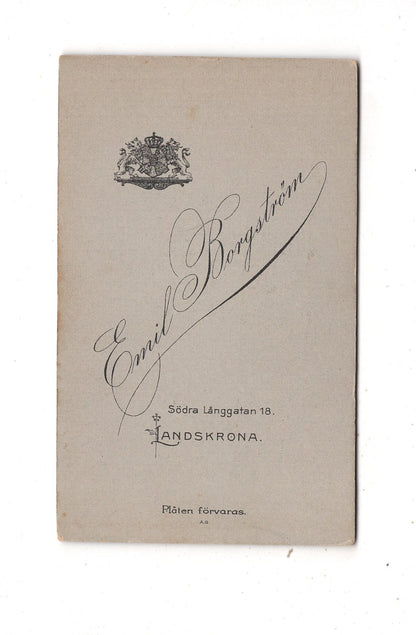 Emil Borgström
Södra Långgatan 18.
LANDSKRONA.
Plåten förvaras.
A.G.